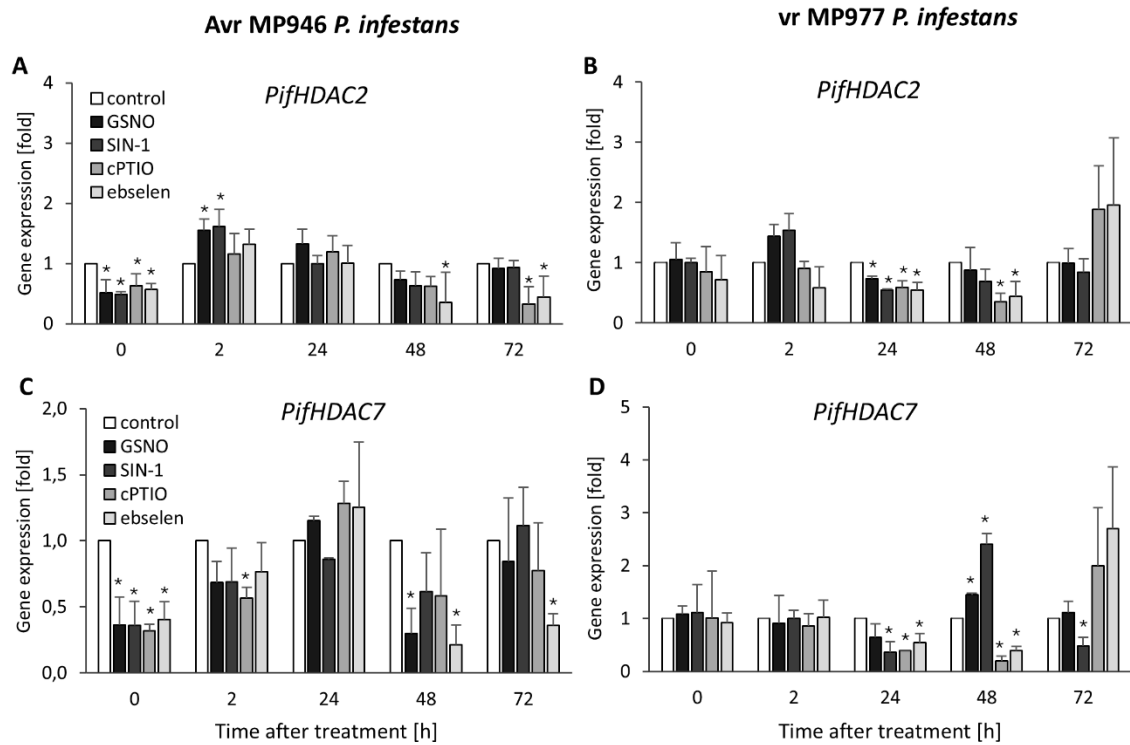 Avr MP946 P. infestans
vr MP977 P. infestans
A
PifHDAC2
Gene expression [fold]
4
3
2
1
0
control
GSNO
SIN-1
cPTIO
ebselen
* * * *
* *
*
* *
0 2 24 48 72
B
PifHDAC2
Gene expression [fold]
4
3
2
1
0
* * * *
* *
0 2 24 48 72
C
PifHDAC7
Gene expression [fold]
2,0
1,5
1,0
0,5
0,0
control
GSNO
SIN-1
cPTIO
ebselen
* * * *
*
* *
*
0 2 24 48 72
Time after treatment [h]
D
PifHDAC7
Gene expression [fold]
5
4
3
2
1
0
* * *
* * * *
*
0 2 24 48 72
Time after treatment [h]